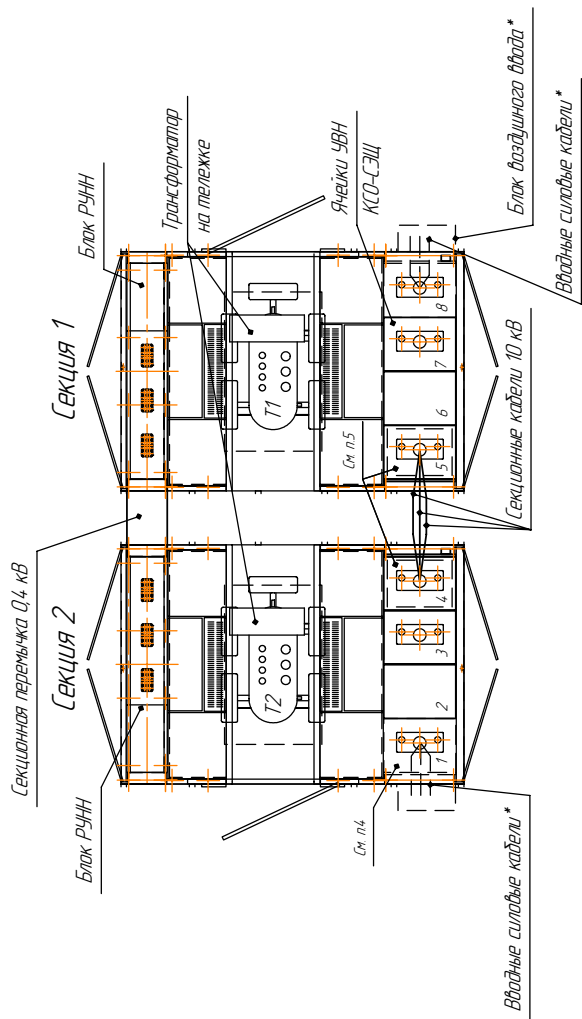 Секционная перемычка 0,4 кВ
Блок РУНН
Секция 2
Секция 1
Блок РУНН
Трансформатор
на тележке
Т2
Т1
Ячейки УВН
КСО-СЭЩ
См. п.4
См. п.5
1
2
3
4
5
6
7
8
Секционные кабели 10 кВ
Блок воздушного ввода*
Вводные силовые кабели*
Вводные силовые кабели*